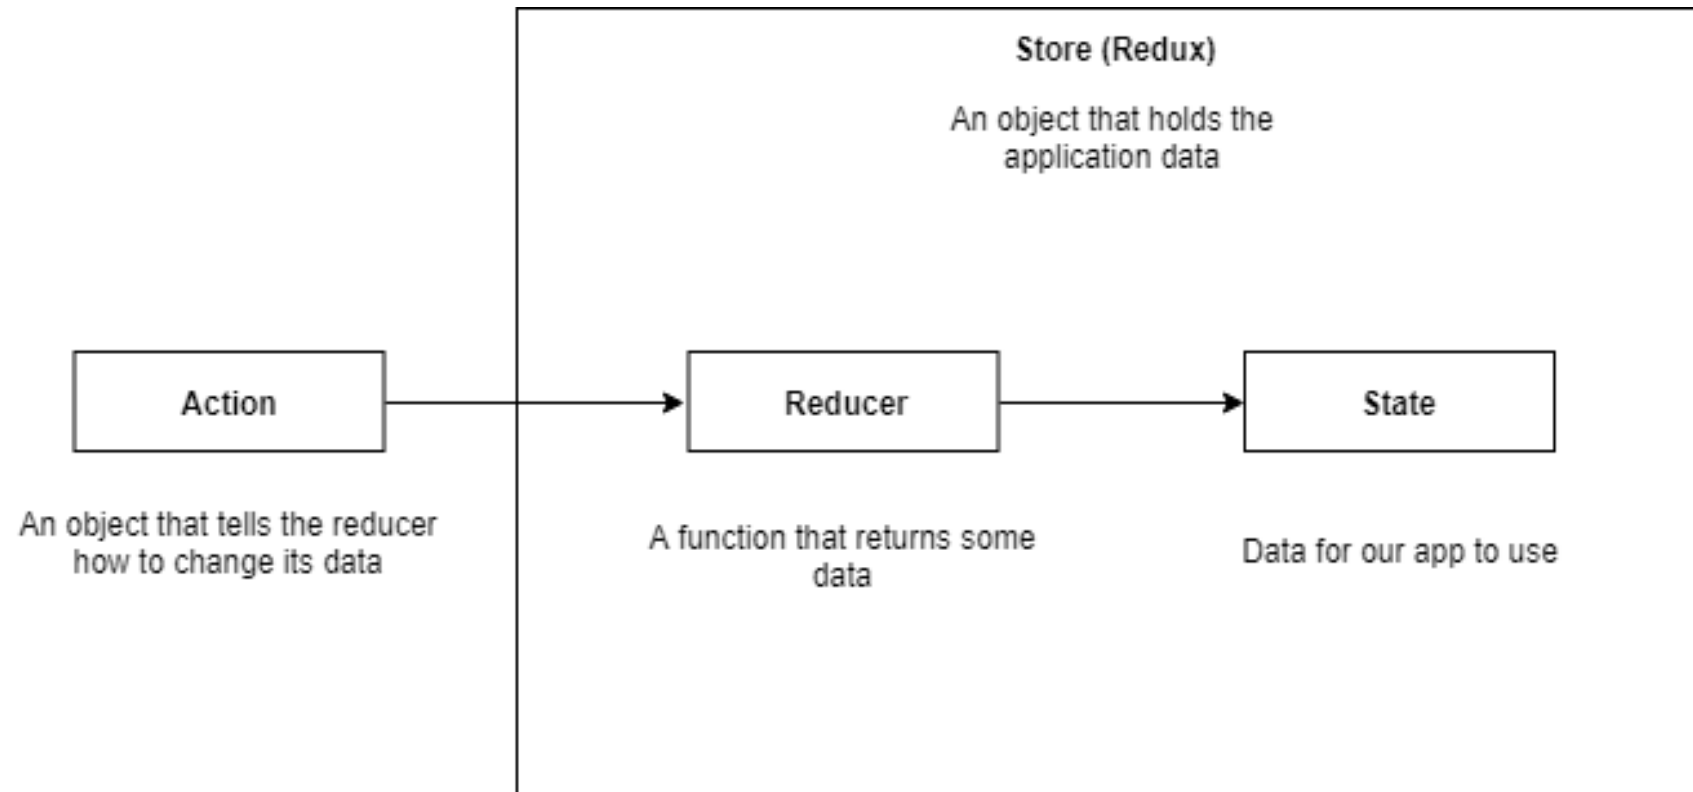 Store (Redux)
An object that holds the
application data
Action
Reducer
State
An object that tells the reducer
how to change its data
A function that returns some
data
Data for our app to use